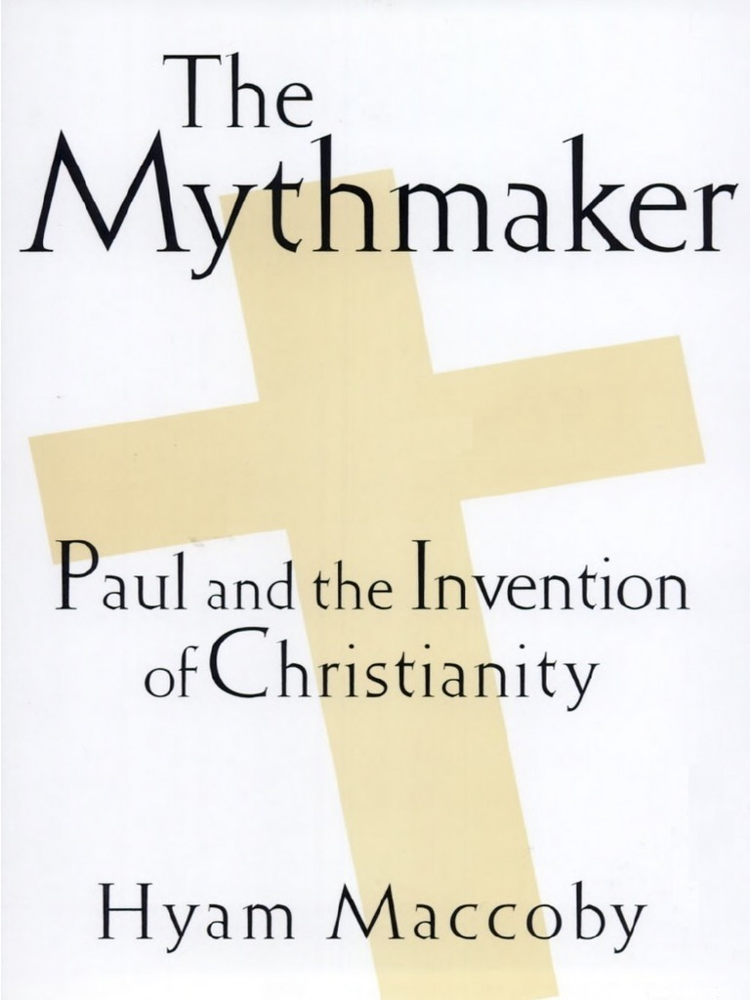 The
Mythmaker
Paul and the Invention
of Christianity
Hyam Maccoby